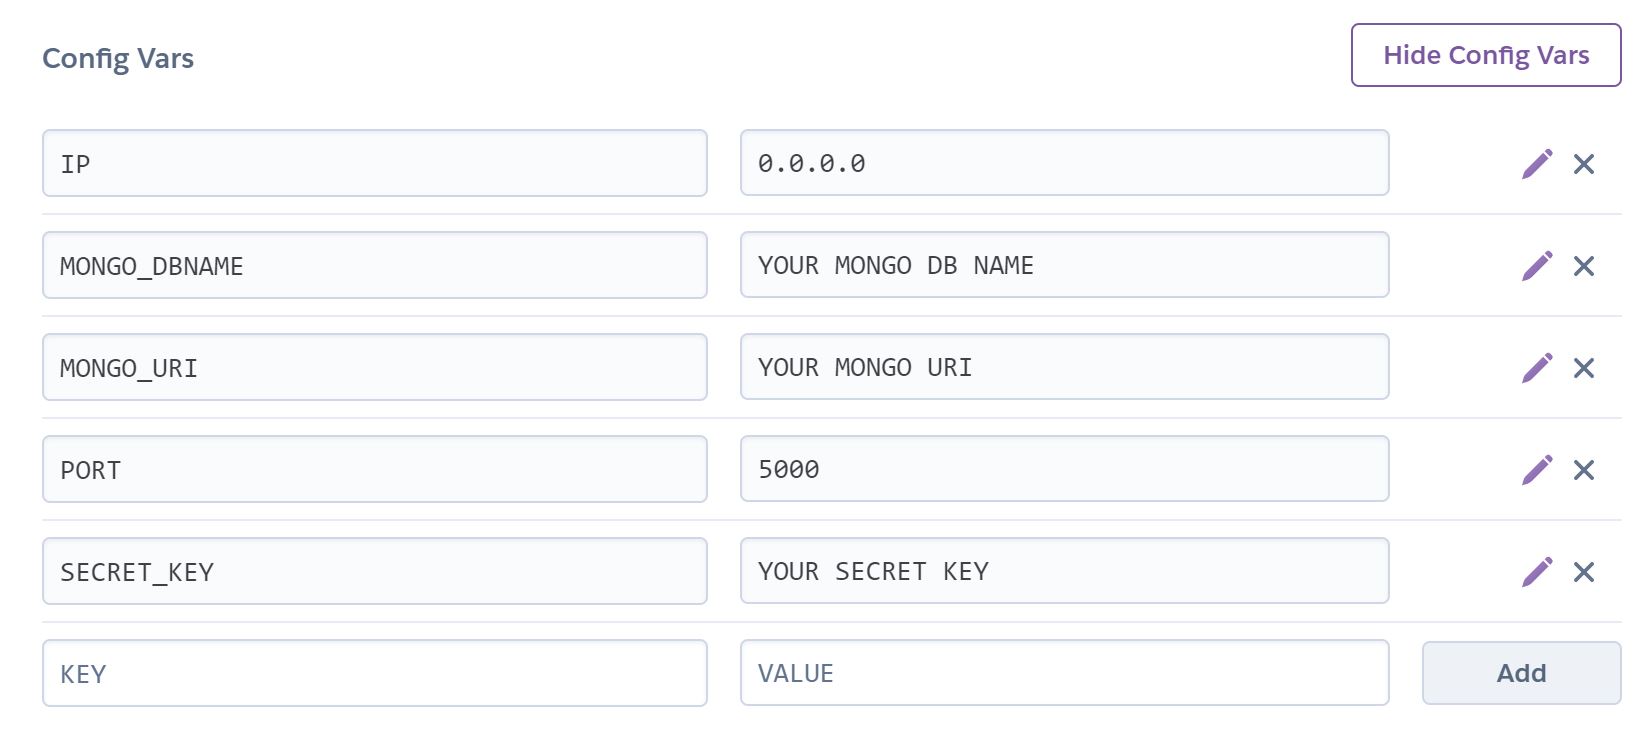 Config Vars
Hide Config Vars
IP 0.0.0.0
MONGO_DBNAME YOUR MONGO DB NAME
MONGO_URI YOUR MONGO URI
PORT 5000
SECRET_KEY YOUR SECRET KEY
KEY VALUE Add